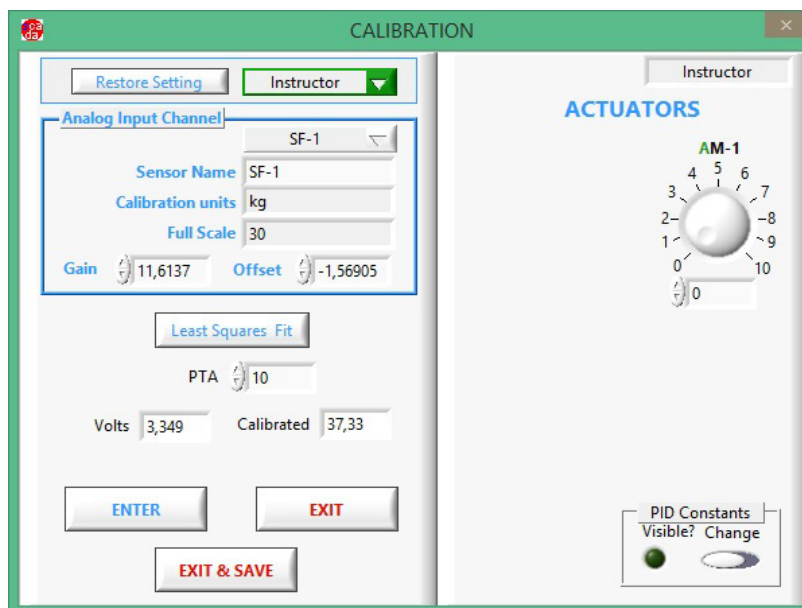 ca
da
CALIBRATION
Restore Setting
Instructor
Analog Input Channel
SF-1
Sensor Name SF-1
Calibration units kg
Full Scale 30
Gain 11,6137 Offset -1,56905
Least Squares Fit
PTA 10
Volts 3,349 Calibrated 37,33
ENTER
EXIT
EXIT & SAVE
Instructor
ACTUATORS
AM-1
0 1 2 3 4 5 6 7 8 9 10
0
PID Constants
Visible? Change